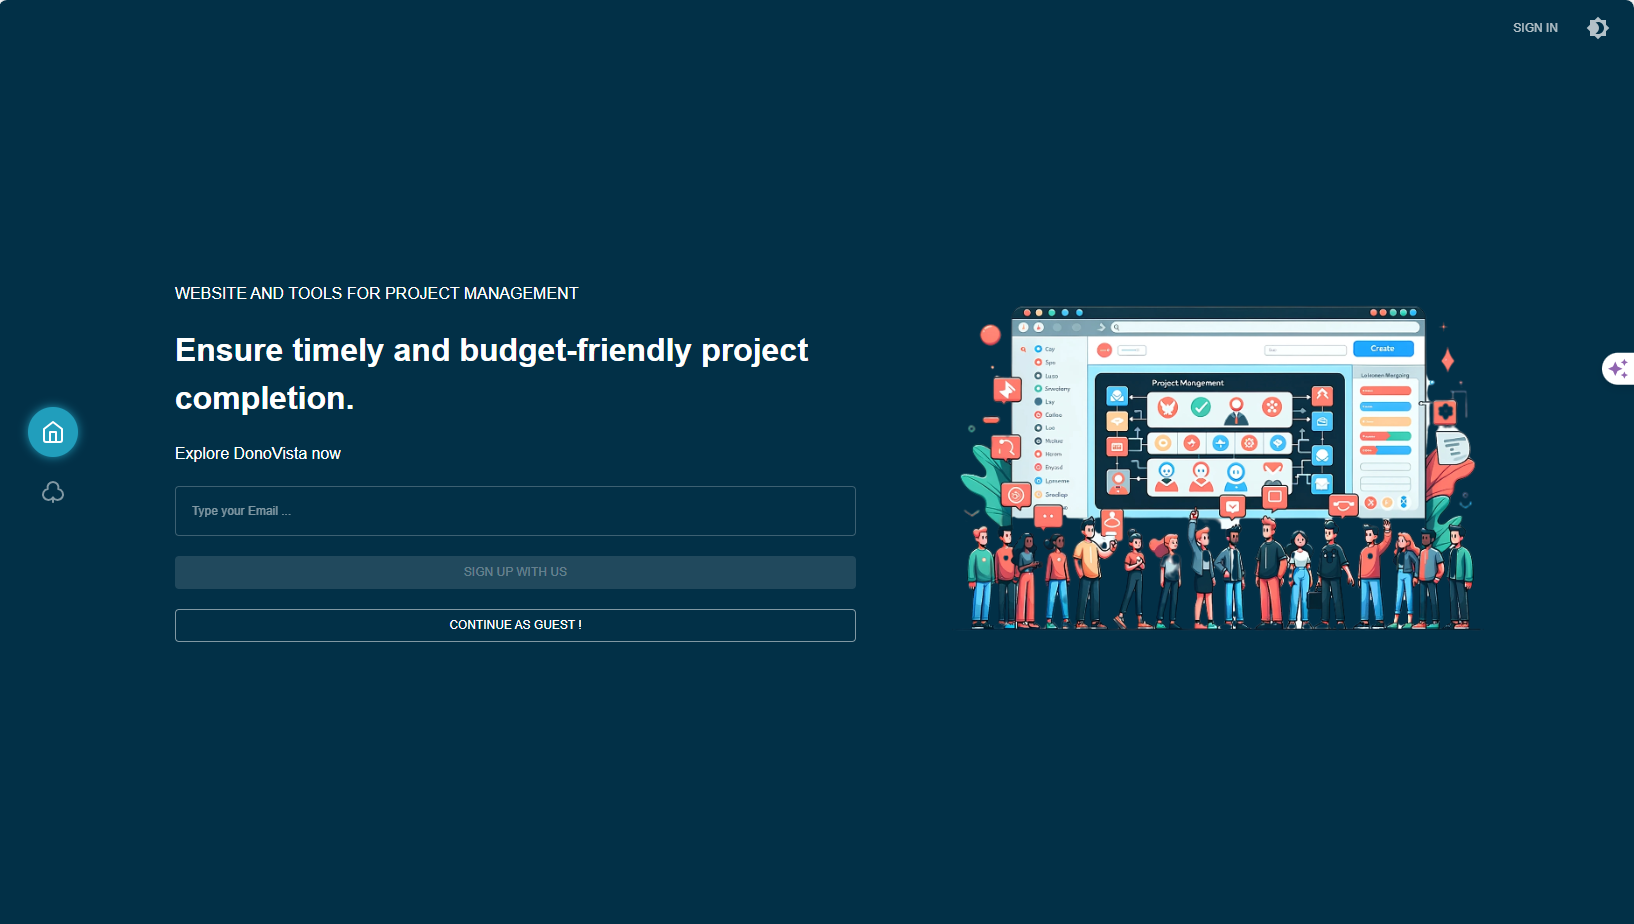 SIGN IN
WEBSITE AND TOOLS FOR PROJECT MANAGEMENT
Ensure timely and budget-friendly project
completion.
Explore DonoVista now
Type your Email ...
SIGN UP WITH US
CONTINUE AS GUEST !
Create
Project Mangement